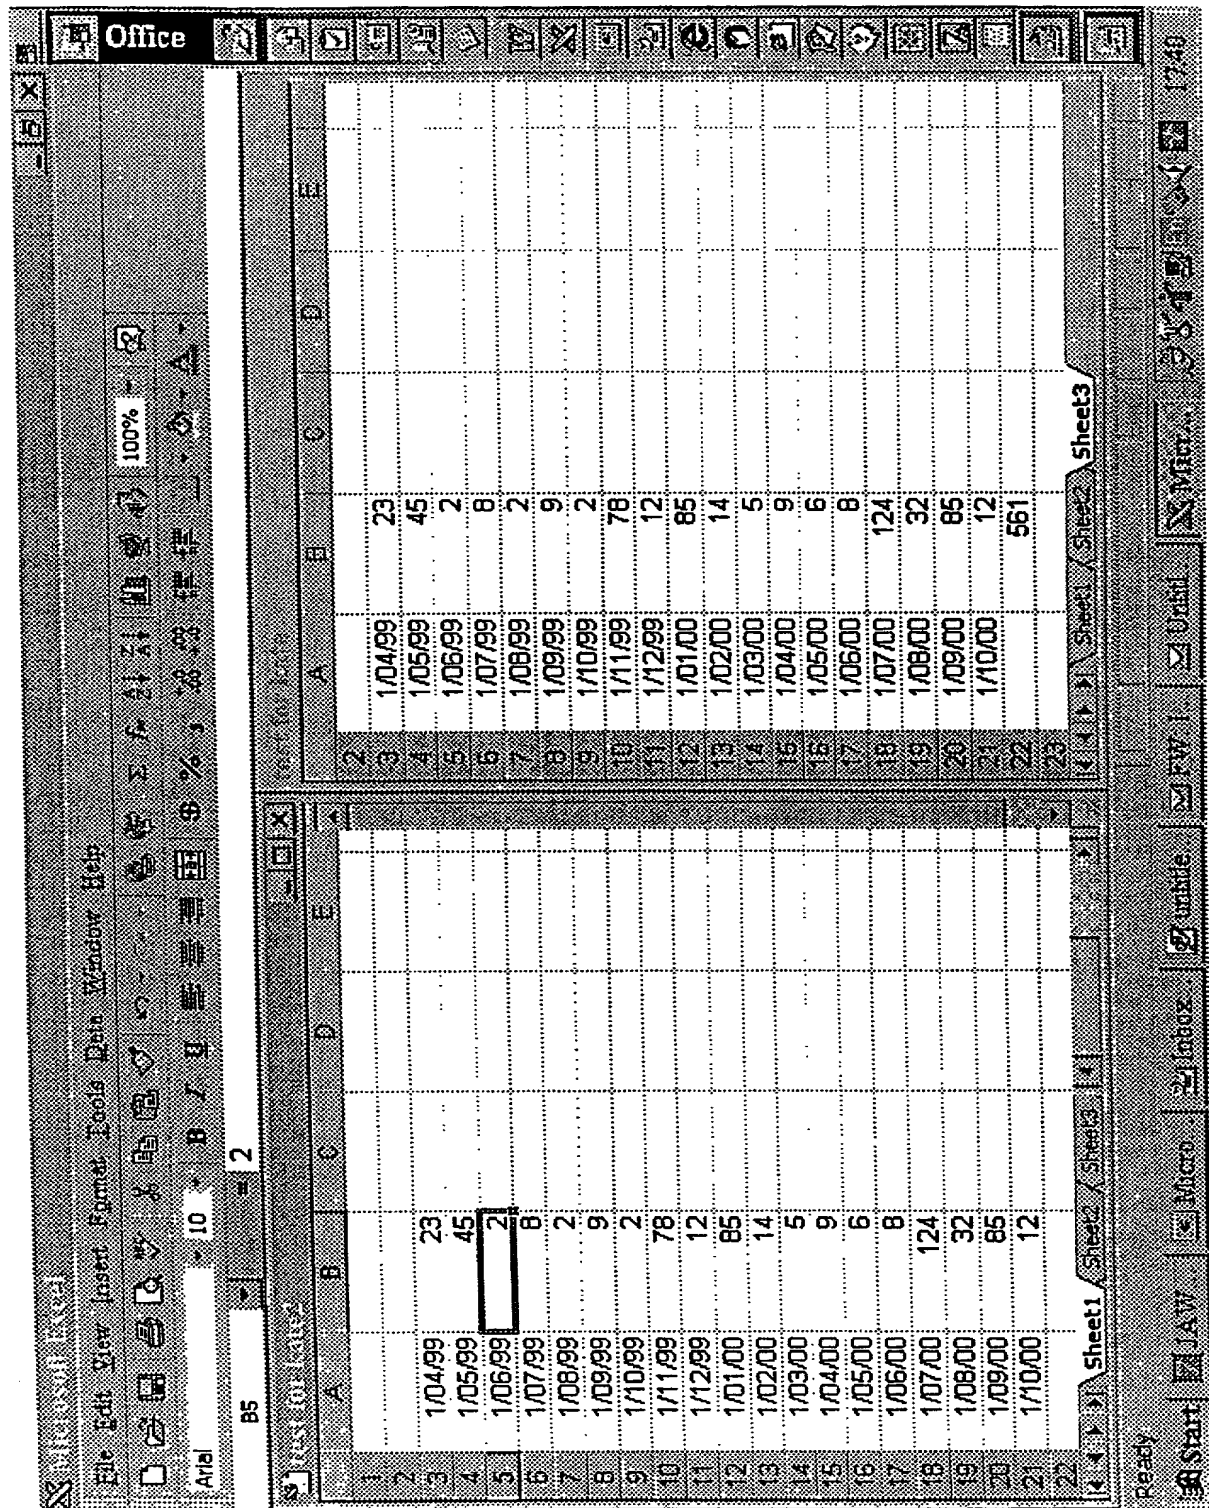 Microsoft Excel
Office
File Edit View Insert Format Tools Data Window Help
100%
Arial 10 B I U $ % ,
B5 = 2
A B C D E
1
2
3 1/04/99 23
4 1/05/99 45
5 1/06/99 2
6 1/07/99 8
7 1/08/99 2
8 1/09/99 9
9 1/10/99 2
10 1/11/99 78
11 1/12/99 12
12 1/01/00 85
13 1/02/00 14
14 1/03/00 5
15 1/04/00 9
16 1/05/00 6
17 1/06/00 8
18 1/07/00 124
19 1/08/00 32
20 1/09/00 85
21 1/10/00 12
22
Sheet1 Sheet2 Sheet3
A B C D E
2
3 1/04/99 23
4 1/05/99 45
5 1/06/99 2
6 1/07/99 8
7 1/08/99 2
8 1/09/99 9
9 1/10/99 2
10 1/11/99 78
11 1/12/99 12
12 1/01/00 85
13 1/02/00 14
14 1/03/00 5
15 1/04/00 9
16 1/05/00 6
17 1/06/00 8
18 1/07/00 124
19 1/08/00 32
20 1/09/00 85
21 1/10/00 12
22 561
23
Sheet1 Sheet2 Sheet3
Ready
Start JAW... Micro... Inbox ... untitle... FW: I... Untitl... Micr... 17:40